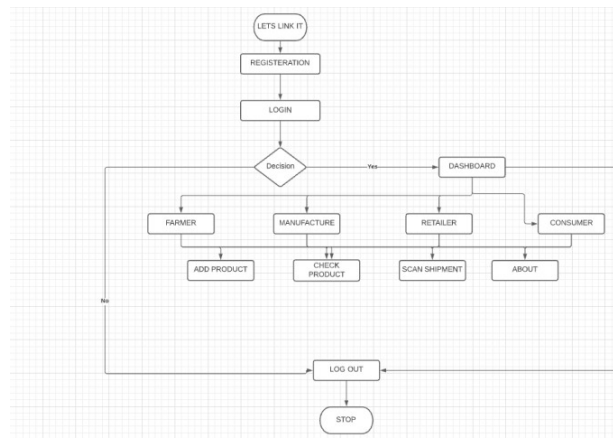 LETS LINK IT
REGISTERATION
LOGIN
Decision
Yes
DASHBOARD
FARMER
MANUFACTURE
RETAILER
CONSUMER
ADD PRODUCT
CHECK
PRODUCT
SCAN SHIPMENT
ABOUT
No
LOG OUT
STOP